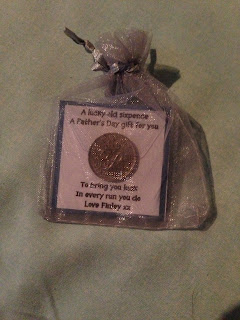 A lucky old sixpence
A Father's Day gift for you
To bring you luck
In every run you do
Love Finley xx